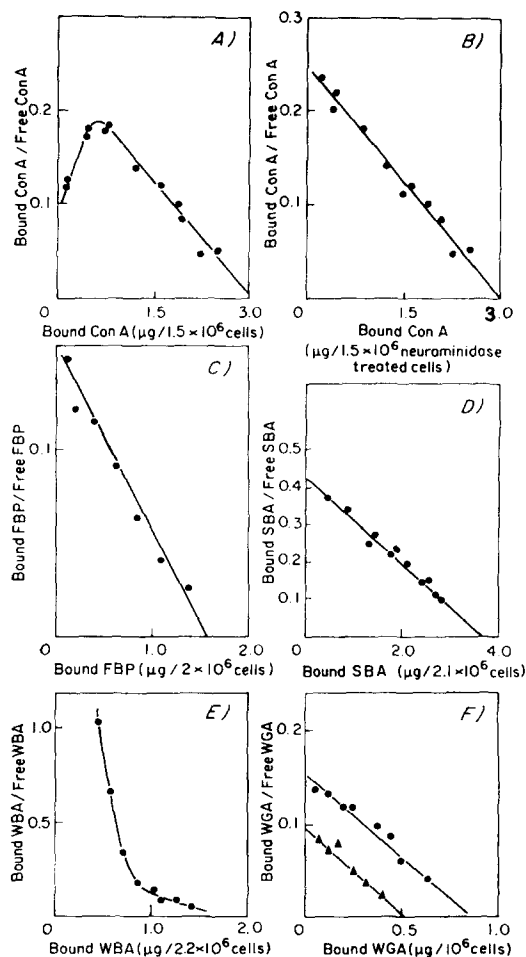 A)
Bound Con A / Free Con A
0.2
0.1
0. 1.5 3.0
Bound Con A (µg/1.5×10⁶ cells)
B)
Bound Con A / Free Con A
0.3
0.2
0.1
0. 1.5 3.
Bound Con A
(µg/1.5×10⁶ neuraminidase
treated cells)
C)
Bound FBP/Free FBP
0.1
0. 1.0 2.0
Bound FBP (µg/2×10⁶ cells)
D)
Bound SBA/Free SBA
0.5
0.4
0.3
0.2
0.1
0. 2.0 4.0
Bound SBA (µg/2.1×10⁶ cells)
E)
Bound WBA/Free WBA
1.0
0.5
0. 1.0 2.0
Bound WBA (µg/2.2×10⁶ cells)
F)
Bound WGA/Free WGA
0.2
0.1
0. 0.5 1.0
Bound WGA (µg/10⁶ cells)